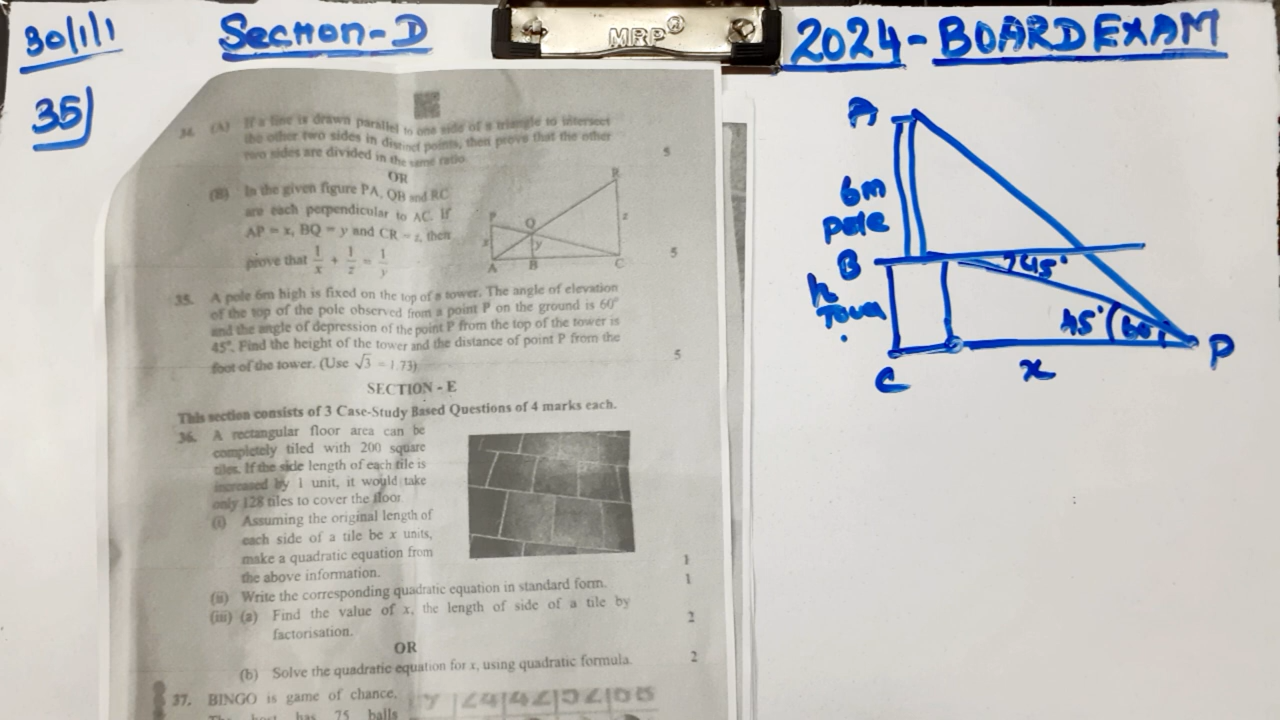 30/1/1
Section-D
MRP®
2024-BOARD EXAM
35)
34. (A) If a line is drawn parallel to one side of a triangle to intersect
the other two sides in distinct points, then prove that the other
two sides are divided in the same ratio.
5
OR
(B) In the given figure PA, QB and RC
are each perpendicular to AC. If
AP = x, BQ = y and CR = z, then
prove that 1/x + 1/z = 1/y
5
P
Q
R
x
y
z
A
B
C
35. A pole 6m high is fixed on the top of a tower. The angle of elevation
of the top of the pole observed from a point P on the ground is 60°
and the angle of depression of the point P from the top of the tower is
45°. Find the height of the tower and the distance of point P from the
foot of the tower. (Use √3 = 1.73)
5
SECTION - E
This section consists of 3 Case-Study Based Questions of 4 marks each.
36. A rectangular floor area can be
completely tiled with 200 square
tiles. If the side length of each tile is
increased by 1 unit, it would take
only 128 tiles to cover the floor.
(i) Assuming the original length of
each side of a tile be x units,
make a quadratic equation from
the above information.
1
(ii) Write the corresponding quadratic equation in standard form.
1
(iii) (a) Find the value of x, the length of side of a tile by
factorisation.
2
OR
(b) Solve the quadratic equation for x, using quadratic formula.
2
37. BINGO is game of chance.
The host has 75 balls
A
6m
pole
B
45°
h
45°
60°
P
C
x